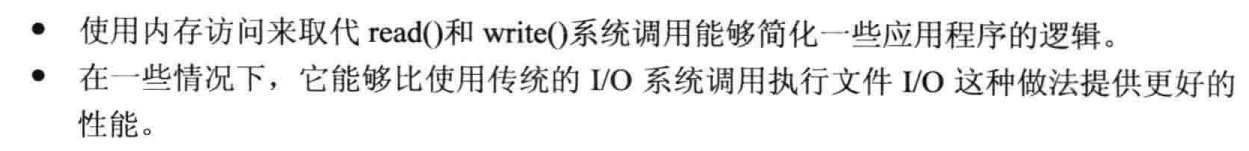 ● 使用内存访问来取代 read()和 write()系统调用能够简化一些应用程序的逻辑。
● 在一些情况下，它能够比使用传统的 I/O 系统调用执行文件 I/O 这种做法提供更好的
性能。